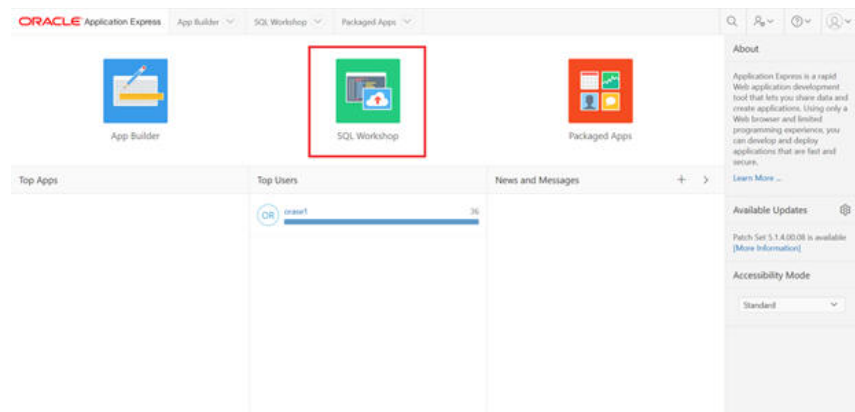 ORACLE Application Express App Builder SQL Workshop Packaged Apps
App Builder
SQL Workshop
Packaged Apps
Top Apps
Top Users
OR orase1 36
News and Messages
About
Application Express is a rapid
Web application development
tool that lets you share data and
create applications. Using only a
Web browser and limited
programming experience, you
can develop and deploy
applications that are fast and
secure.
Learn More ...
Available Updates
Patch Set 5.1.4.00.08 is available
[More Information]
Accessibility Mode
Standard